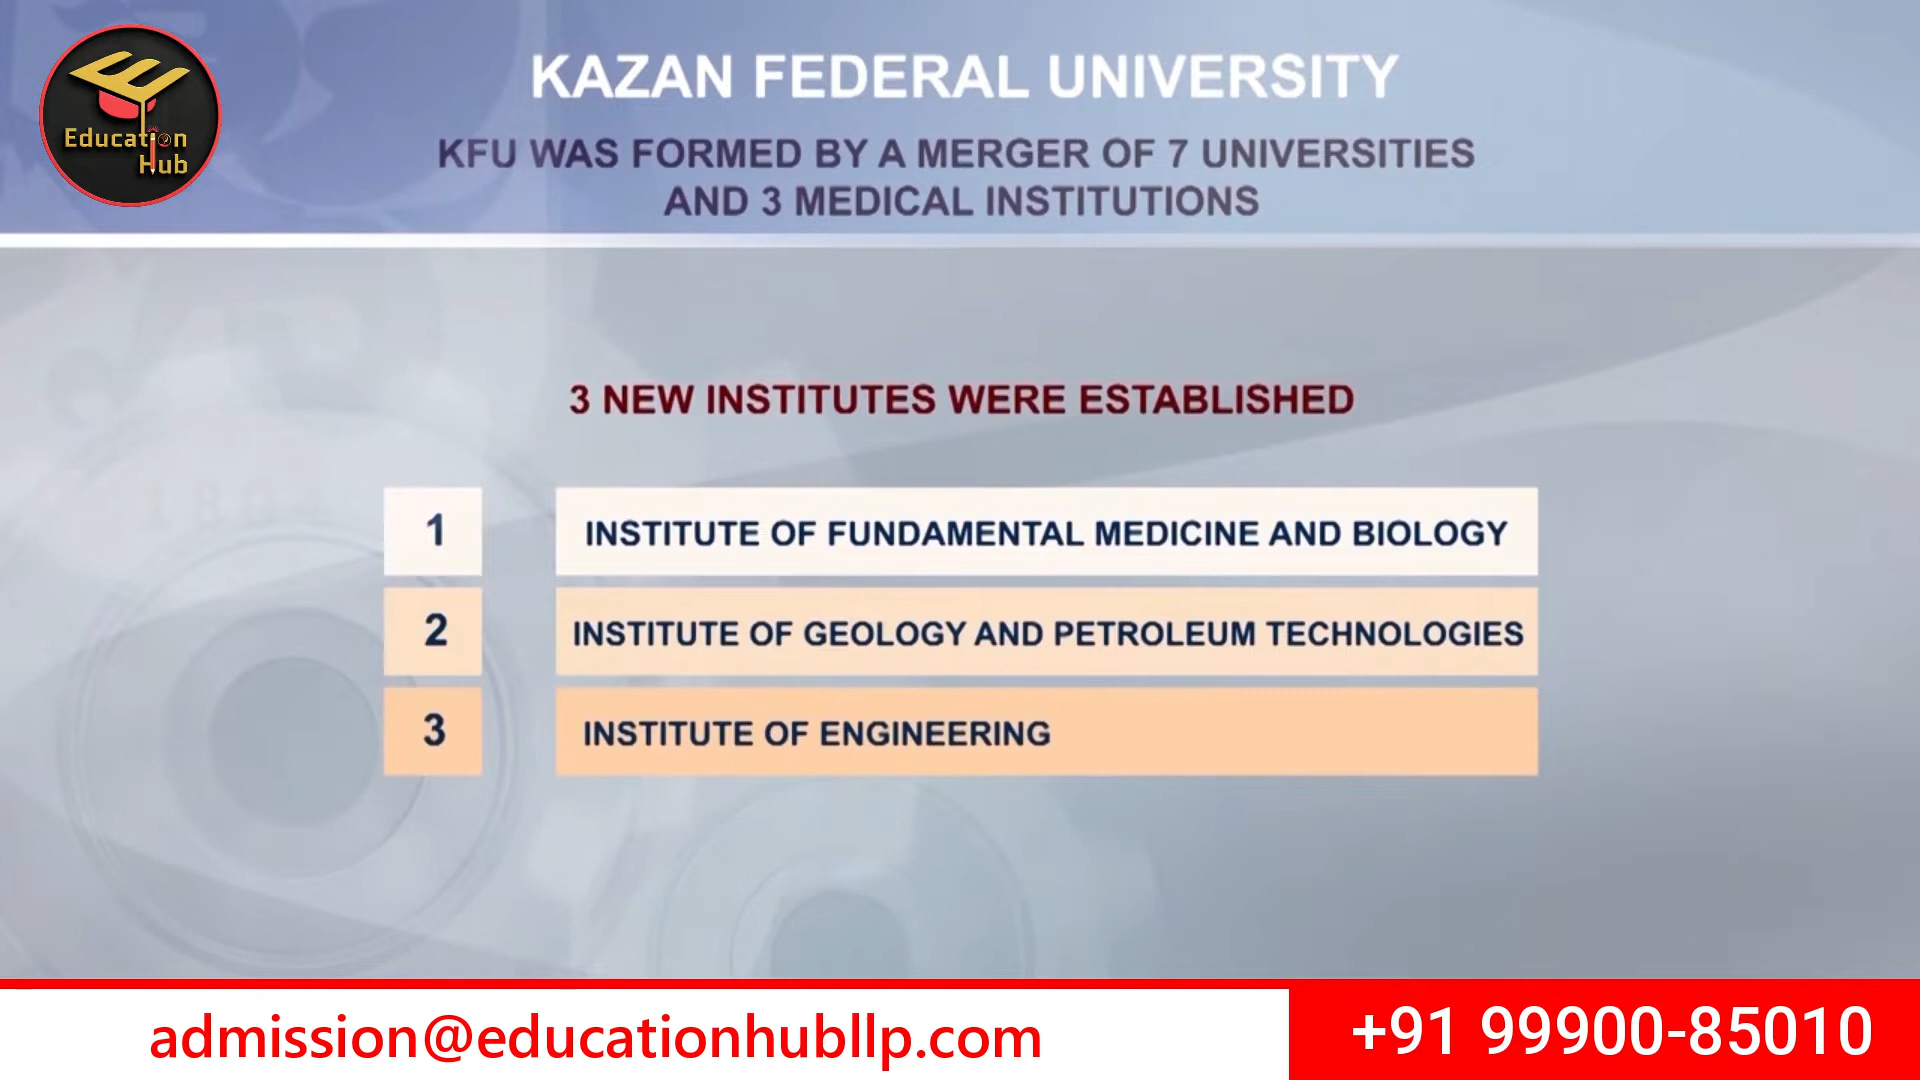 Education
Hub
KAZAN FEDERAL UNIVERSITY
KFU WAS FORMED BY A MERGER OF 7 UNIVERSITIES
AND 3 MEDICAL INSTITUTIONS
3 NEW INSTITUTES WERE ESTABLISHED
1804
1 INSTITUTE OF FUNDAMENTAL MEDICINE AND BIOLOGY
2 INSTITUTE OF GEOLOGY AND PETROLEUM TECHNOLOGIES
3 INSTITUTE OF ENGINEERING
admission@educationhubllp.com
+91 99900-85010